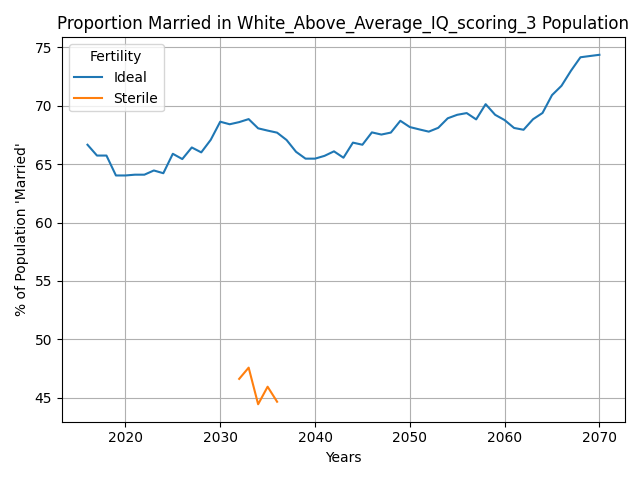 Proportion Married in White_Above_Average_IQ_scoring_3 Population
Fertility
Ideal
Sterile
% of Population 'Married'
75
70
65
60
55
50
45
2020 2030 2040 2050 2060 2070
Years